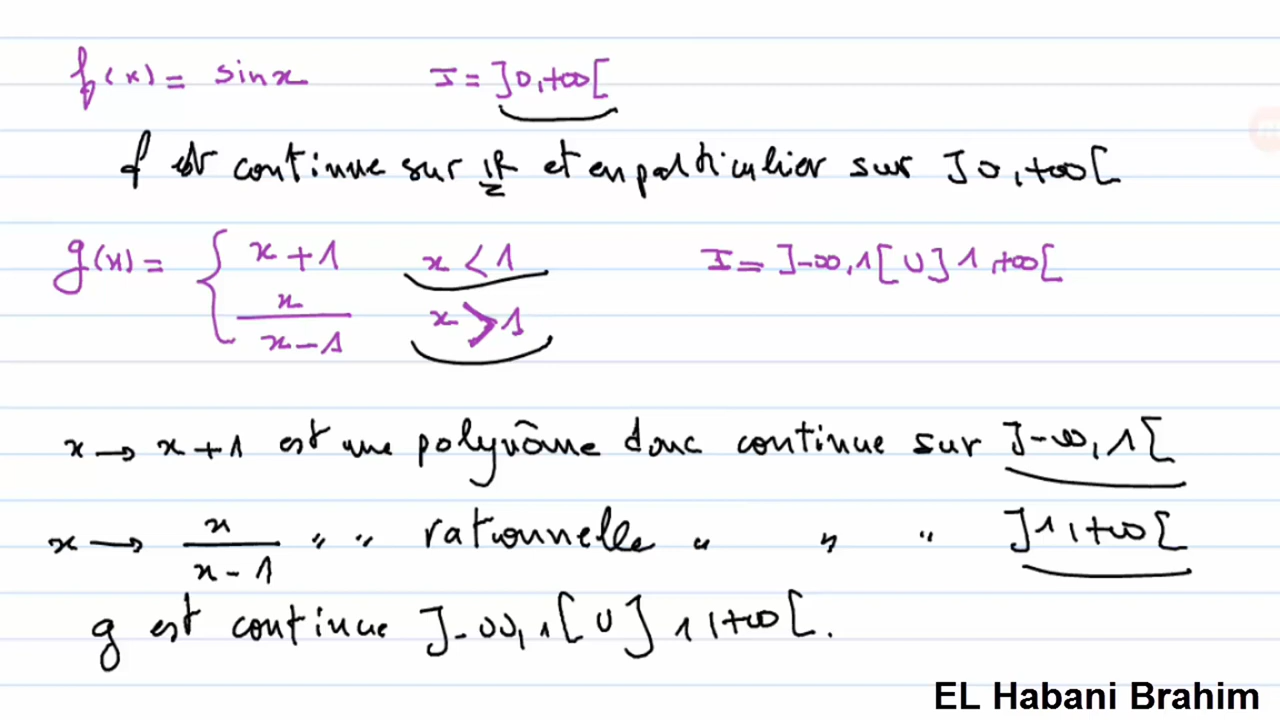 f(x) = sin x    I = ]0,+∞[
f est continue sur IR et en particulier sur ]0,+∞[
g(x) = { x+1    x < 1    I = ]-∞,1[ ∪ ]1,+∞[
x/(x-1)    x > 1
x → x+1 est une polynôme donc continue sur ]-∞,1[
x → x/(x-1) " " rationnelle " " " ]1,+∞[
g est continue ]-∞,1[ ∪ ]1,+∞[.
EL Habani Brahim